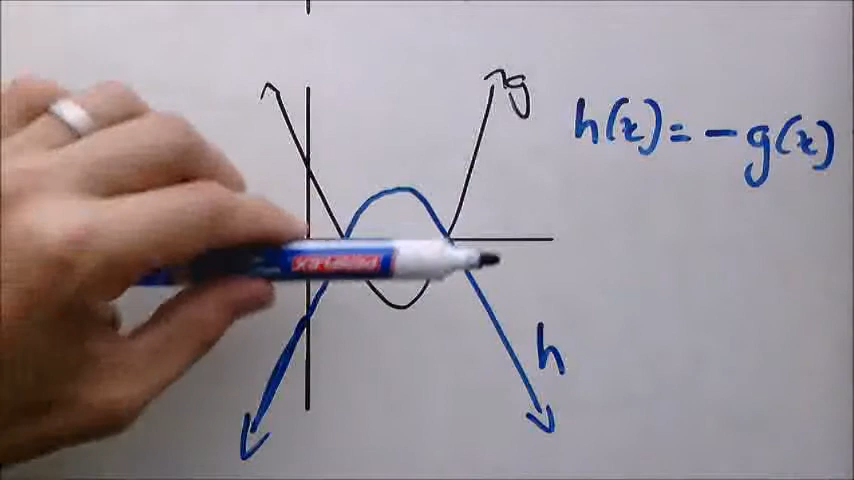 g
h(x) = - g(x)
h